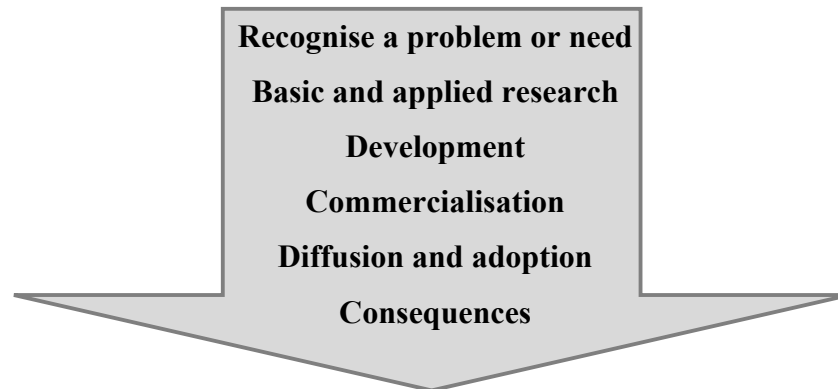 Recognise a problem or need
Basic and applied research
Development
Commercialisation
Diffusion and adoption
Consequences